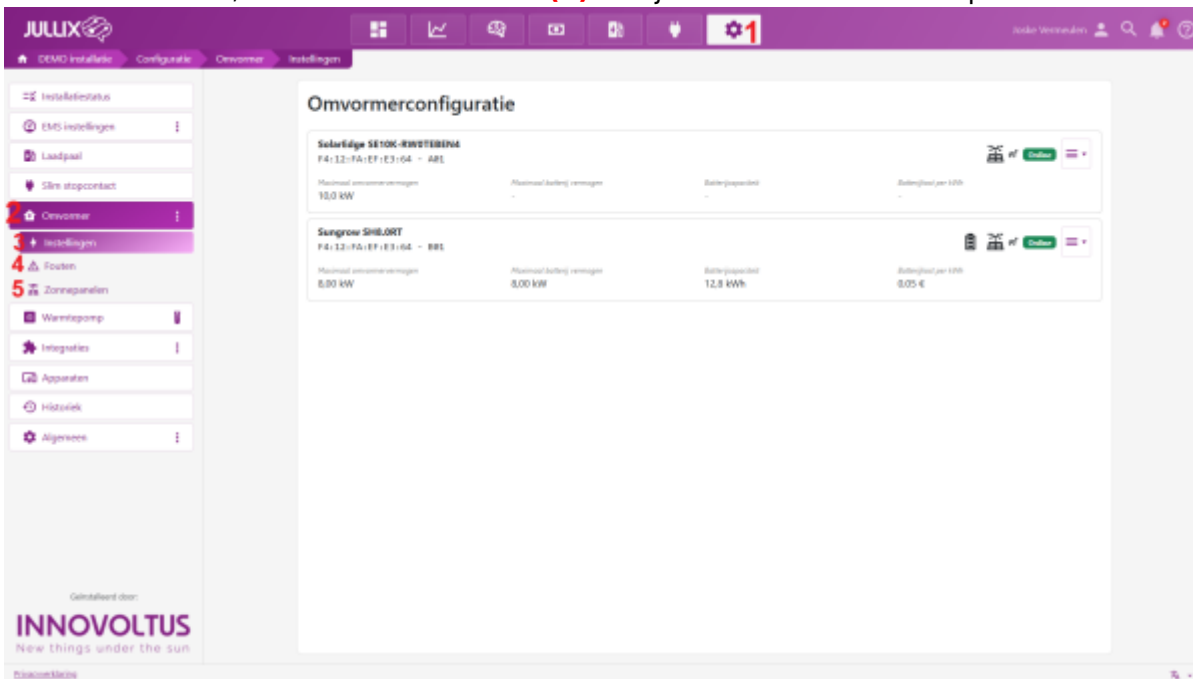 JULLIX
1
Joske Vermeulen
DEMO installatie
Configuratie
Omvormer
Instellingen
Installatiestatus
EMS instellingen
Laadpaal
Slim stopcontact
2 Omvormer
3 Instellingen
4 Fouten
5 Zonnepanelen
Warmtepomp
Integraties
Apparaten
Historiek
Algemeen
Omvormerconfiguratie
SolarEdge SE10K-RW0TEBEN4
F4:12:FA:EF:E3:64 - A01
Online
Maximaal omvormervermogen
Maximaal batterij vermogen
Batterijcapaciteit
Batterijkost per kWh
10,0 kW
-
-
-
Sungrow SH8.0RT
F4:12:FA:EF:E3:64 - B01
Online
Maximaal omvormervermogen
Maximaal batterij vermogen
Batterijcapaciteit
Batterijkost per kWh
8,00 kW
8,00 kW
12,8 kWh
0,05 €
Geïnstalleerd door:
INNOVOLTUS
New things under the sun
Privacyverklaring